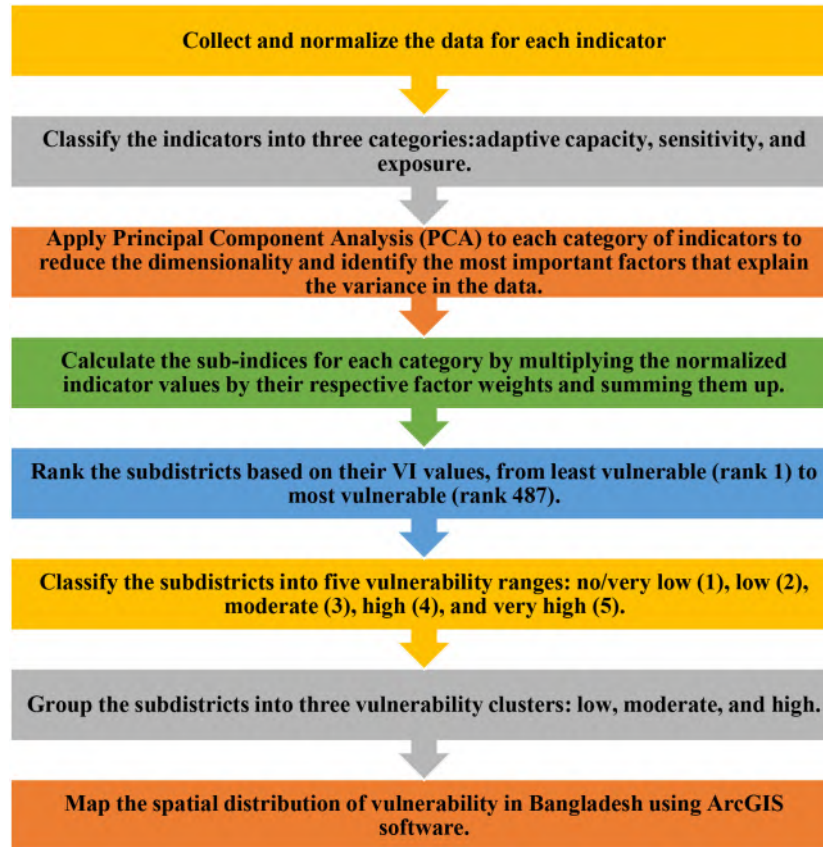 Collect and normalize the data for each indicator
Classify the indicators into three categories:adaptive capacity, sensitivity, and
exposure.
Apply Principal Component Analysis (PCA) to each category of indicators to
reduce the dimensionality and identify the most important factors that explain
the variance in the data.
Calculate the sub-indices for each category by multiplying the normalized
indicator values by their respective factor weights and summing them up.
Rank the subdistricts based on their VI values, from least vulnerable (rank 1) to
most vulnerable (rank 487).
Classify the subdistricts into five vulnerability ranges: no/very low (1), low (2),
moderate (3), high (4), and very high (5).
Group the subdistricts into three vulnerability clusters: low, moderate, and high.
Map the spatial distribution of vulnerability in Bangladesh using ArcGIS
software.